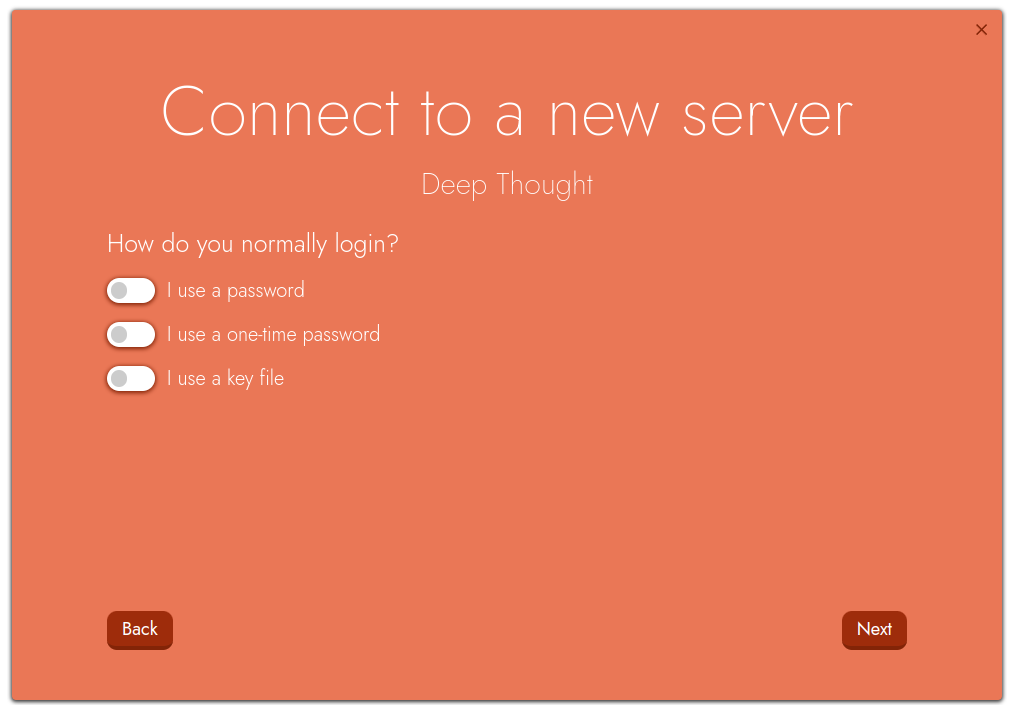 Connect to a new server
Deep Thought
How do you normally login?
I use a password
I use a one-time password
I use a key file
Back
Next